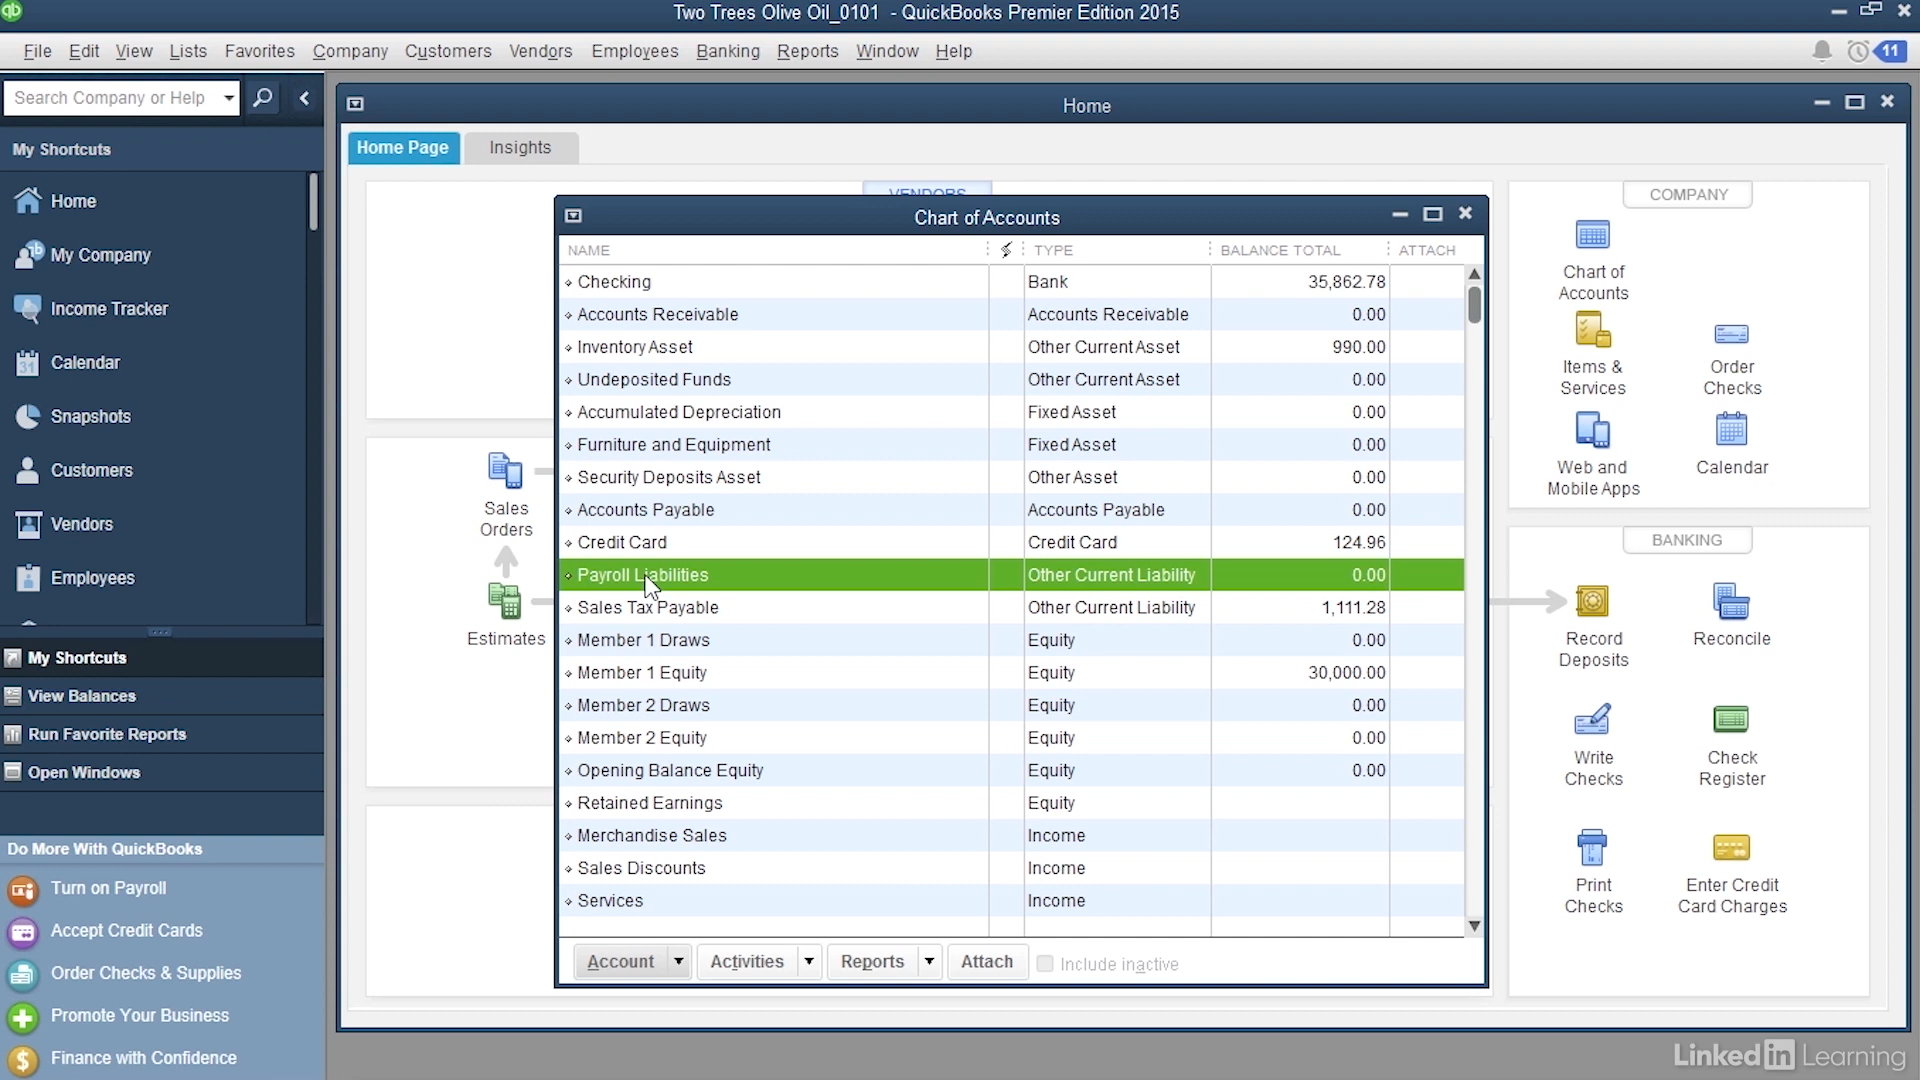 Two Trees Olive Oil_0101 - QuickBooks Premier Edition 2015
File Edit View Lists Favorites Company Customers Vendors Employees Banking Reports Window Help
11
Search Company or Help
My Shortcuts
Home
My Company
Income Tracker
Calendar
Snapshots
Customers
Vendors
Employees
My Shortcuts
View Balances
Run Favorite Reports
Open Windows
Do More With QuickBooks
Turn on Payroll
Accept Credit Cards
Order Checks & Supplies
Promote Your Business
Finance with Confidence
Home
Home Page Insights
VENDORS
Sales
Orders
Estimates
Chart of Accounts
NAME TYPE BALANCE TOTAL ATTACH
Checking Bank 35,862.78
Accounts Receivable Accounts Receivable 0.00
Inventory Asset Other Current Asset 990.00
Undeposited Funds Other Current Asset 0.00
Accumulated Depreciation Fixed Asset 0.00
Furniture and Equipment Fixed Asset 0.00
Security Deposits Asset Other Asset 0.00
Accounts Payable Accounts Payable 0.00
Credit Card Credit Card 124.96
Payroll Liabilities Other Current Liability 0.00
Sales Tax Payable Other Current Liability 1,111.28
Member 1 Draws Equity 0.00
Member 1 Equity Equity 30,000.00
Member 2 Draws Equity 0.00
Member 2 Equity Equity 0.00
Opening Balance Equity Equity 0.00
Retained Earnings Equity
Merchandise Sales Income
Sales Discounts Income
Services Income
Account Activities Reports Attach Include inactive
COMPANY
Chart of
Accounts
Items &
Services
Order
Checks
Web and
Mobile Apps
Calendar
BANKING
Record
Deposits
Reconcile
Write
Checks
Check
Register
Print
Checks
Enter Credit
Card Charges
LinkedIn Learning